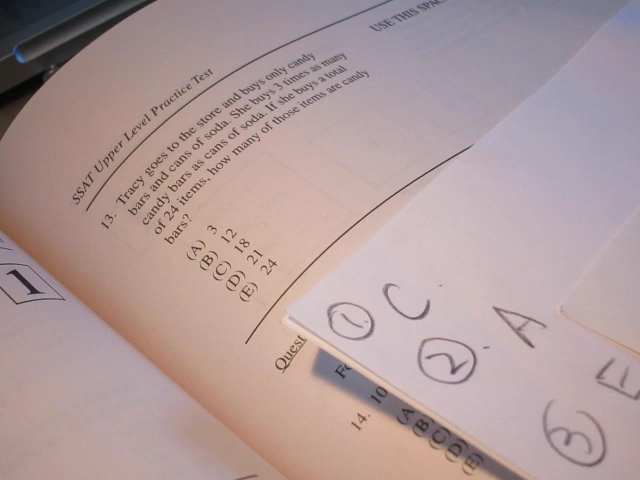 SSAT Upper Level Practice Test
USE THIS
13. Tracy goes to the store and buys only candy
bars and cans of soda. She buys 3 times as many
candy bars as cans of soda. If she buys a total
of 24 items, how many of those items are candy
bars?
(A) 3
(B) 12
(C) 18
(D) 21
(E) 24
14. 10
(A
(B
(C
(D)
(E)
1
1. C
2. A
3 E